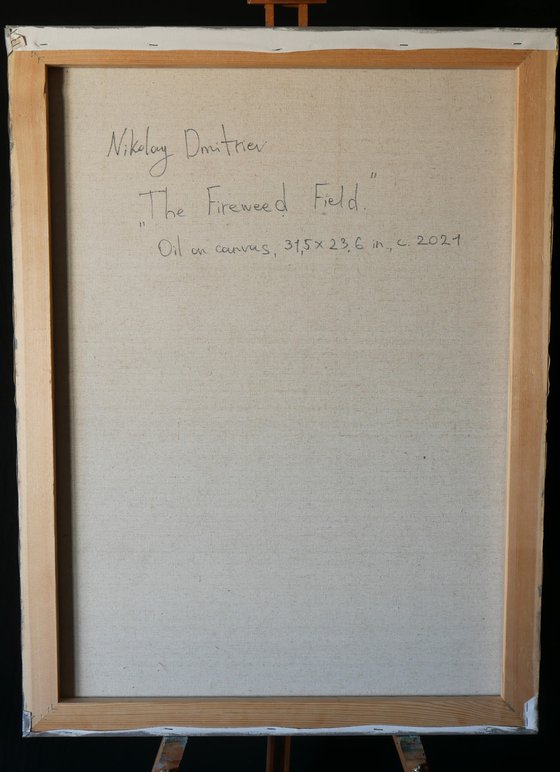 Nikolay Dmitriev
„The Fireweed Field."
Oil on canvas, 31,5 x 23,6 in., c. 2021